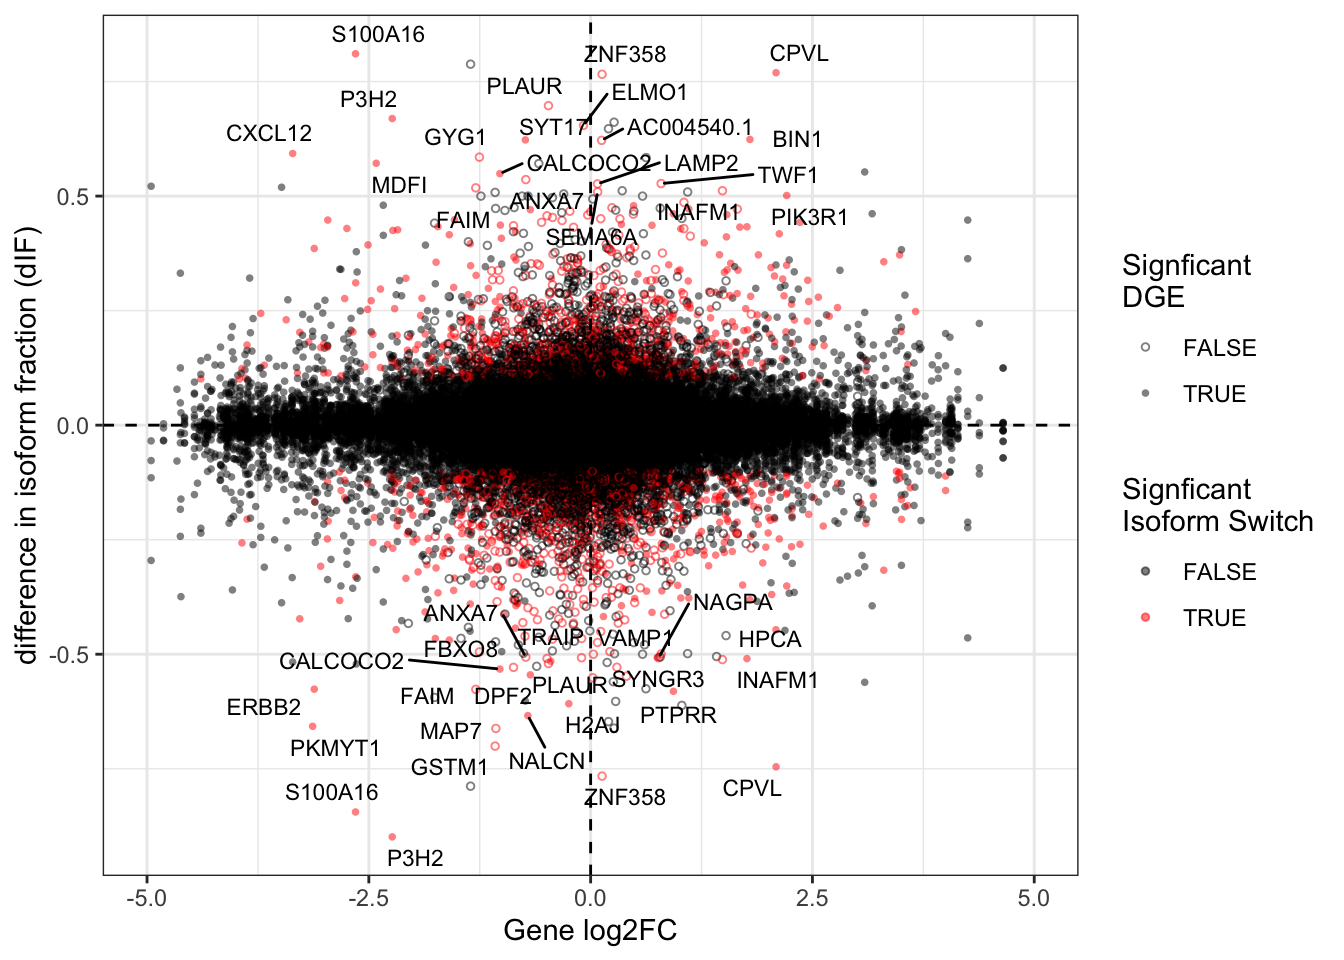 S100A16
ZNF358
CPVL
PLAUR
ELMO1
P3H2
SYT17
AC004540.1
CXCL12
GYG1
BIN1
CALCOCO2
LAMP2
TWF1
MDFI
ANXA7
INAFM1
PIK3R1
FAIM
SEMA6A
0.5
0.0
-0.5
difference in isoform fraction (dIF)
ANXA7
NAGPA
TRAIP
VAMP1
HPCA
FBXO8
CALCOCO2
SYNGR3
INAFM1
PLAUR
FAIM
DPF2
ERBB2
PTPRR
H2AJ
MAP7
PKMYT1
NALCN
GSTM1
S100A16
ZNF358
CPVL
P3H2
-5.0
-2.5
0.0
2.5
5.0
Gene log2FC
Signficant
DGE
FALSE
TRUE
Signficant
Isoform Switch
FALSE
TRUE